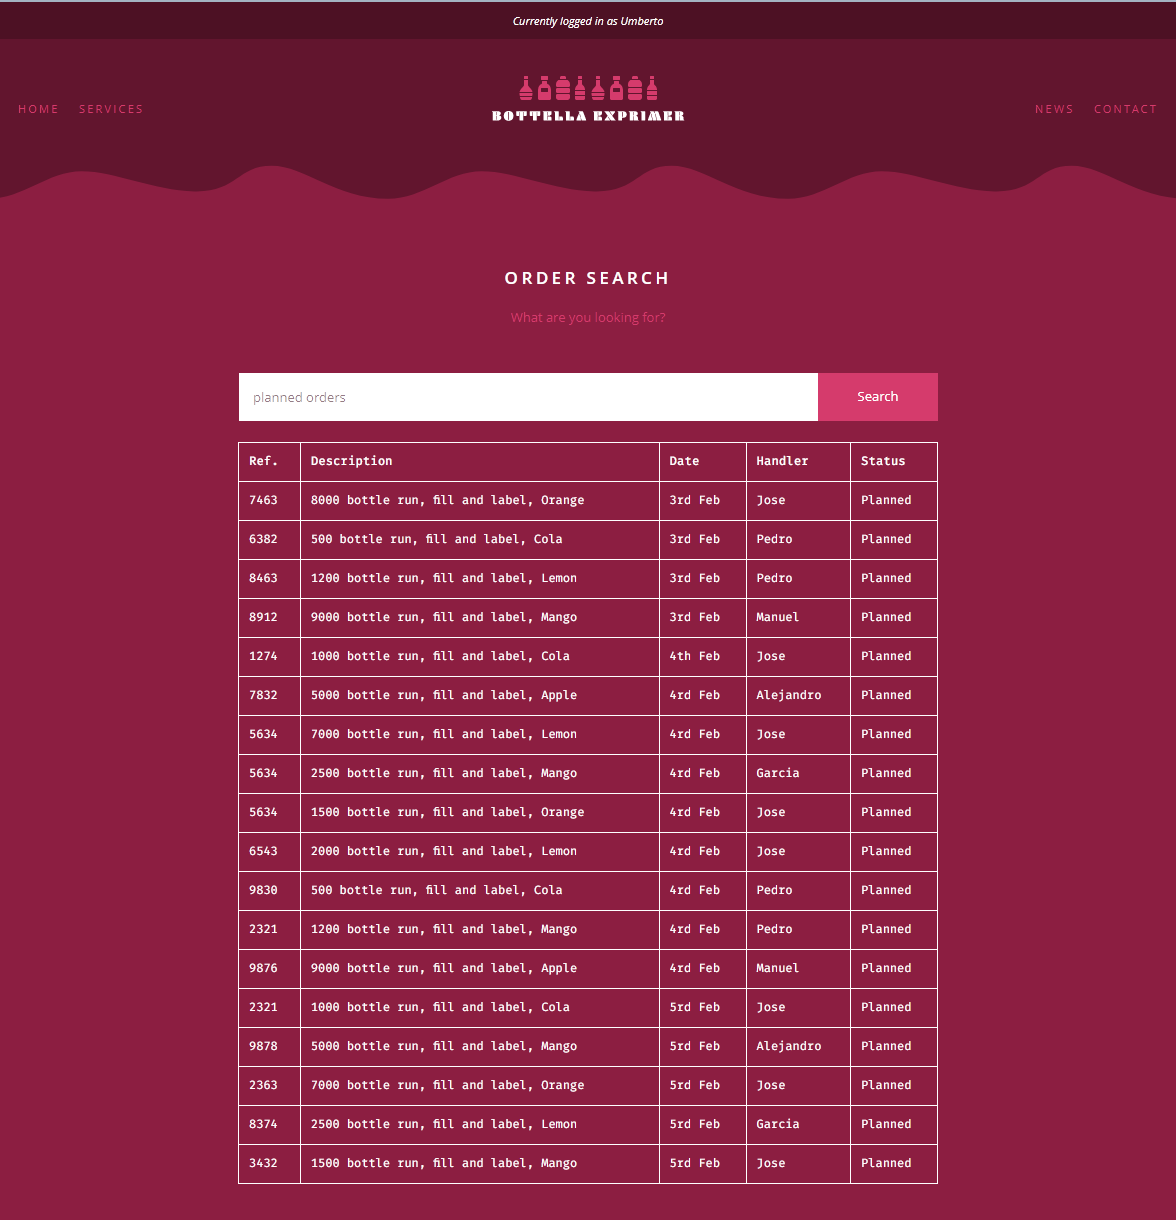 Currently logged in as Umberto
HOME SERVICES BOTTELLA EXPRIMER NEWS CONTACT
ORDER SEARCH
What are you looking for?
planned orders Search
Ref. Description Date Handler Status
7463 8000 bottle run, fill and label, Orange 3rd Feb Jose Planned
6382 500 bottle run, fill and label, Cola 3rd Feb Pedro Planned
8463 1200 bottle run, fill and label, Lemon 3rd Feb Pedro Planned
8912 9000 bottle run, fill and label, Mango 3rd Feb Manuel Planned
1274 1000 bottle run, fill and label, Cola 4th Feb Jose Planned
7832 5000 bottle run, fill and label, Apple 4rd Feb Alejandro Planned
5634 7000 bottle run, fill and label, Lemon 4rd Feb Jose Planned
5634 2500 bottle run, fill and label, Mango 4rd Feb Garcia Planned
5634 1500 bottle run, fill and label, Orange 4rd Feb Jose Planned
6543 2000 bottle run, fill and label, Lemon 4rd Feb Jose Planned
9830 500 bottle run, fill and label, Cola 4rd Feb Pedro Planned
2321 1200 bottle run, fill and label, Mango 4rd Feb Pedro Planned
9876 9000 bottle run, fill and label, Apple 4rd Feb Manuel Planned
2321 1000 bottle run, fill and label, Cola 5rd Feb Jose Planned
9878 5000 bottle run, fill and label, Mango 5rd Feb Alejandro Planned
2363 7000 bottle run, fill and label, Orange 5rd Feb Jose Planned
8374 2500 bottle run, fill and label, Lemon 5rd Feb Garcia Planned
3432 1500 bottle run, fill and label, Mango 5rd Feb Jose Planned